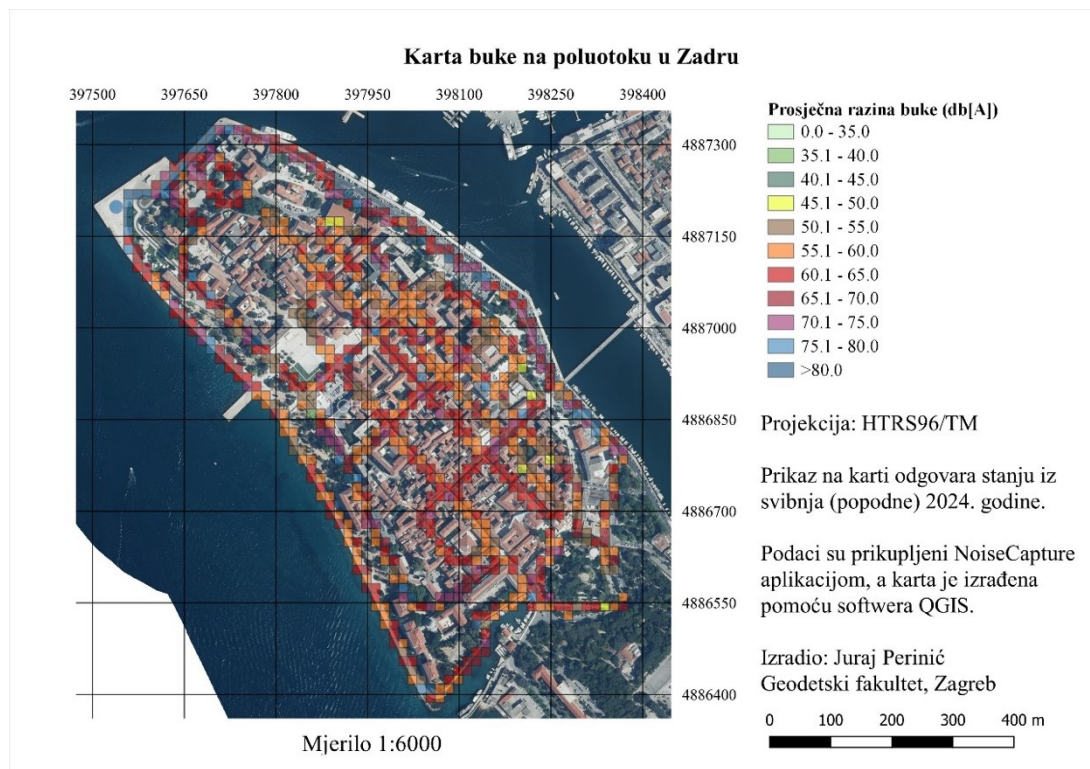 Karta buke na poluotoku u Zadru
397500 397650 397800 397950 398100 398250 398400
4887300
4887150
4887000
4886850
4886700
4886550
4886400
Mjerilo 1:6000
Prosječna razina buke (db[A])
0.0 - 35.0
35.1 - 40.0
40.1 - 45.0
45.1 - 50.0
50.1 - 55.0
55.1 - 60.0
60.1 - 65.0
65.1 - 70.0
70.1 - 75.0
75.1 - 80.0
>80.0
Projekcija: HTRS96/TM
Prikaz na karti odgovara stanju iz
svibnja (popodne) 2024. godine.
Podaci su prikupljeni NoiseCapture
aplikacijom, a karta je izrađena
pomoću softwera QGIS.
Izradio: Juraj Perinić
Geodetski fakultet, Zagreb
0 100 200 300 400 m